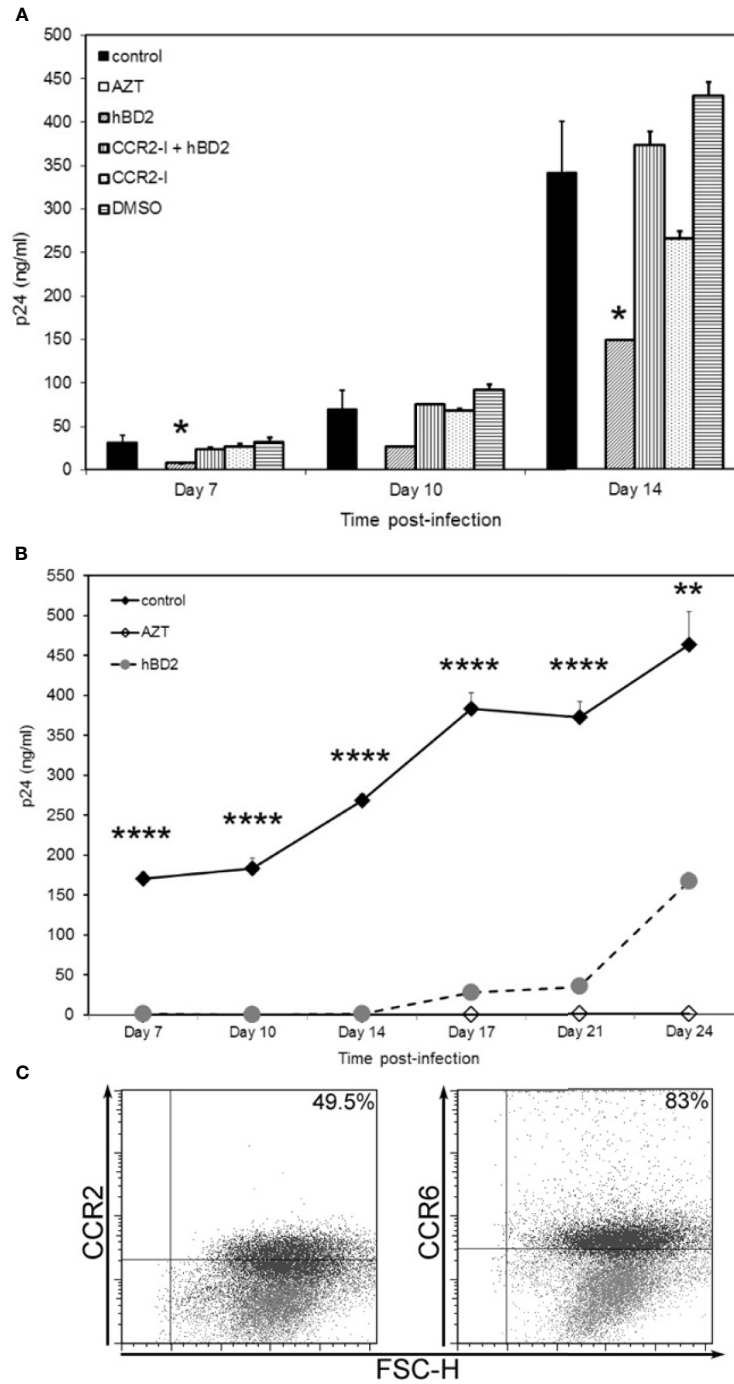 A
500
450
400
350
300
250
200
150
100
50
0
p24 (ng/ml)
control
AZT
hBD2
CCR2-I + hBD2
CCR2-I
DMSO
*
*
Day 7 Day 10 Day 14
Time post-infection
B
550
500
450
400
350
300
250
200
150
100
50
0
p24 (ng/ml)
control
AZT
hBD2
****
****
****
****
****
**
Day 7 Day 10 Day 14 Day 17 Day 21 Day 24
Time post-infection
C
49.5%
83%
CCR2
CCR6
FSC-H